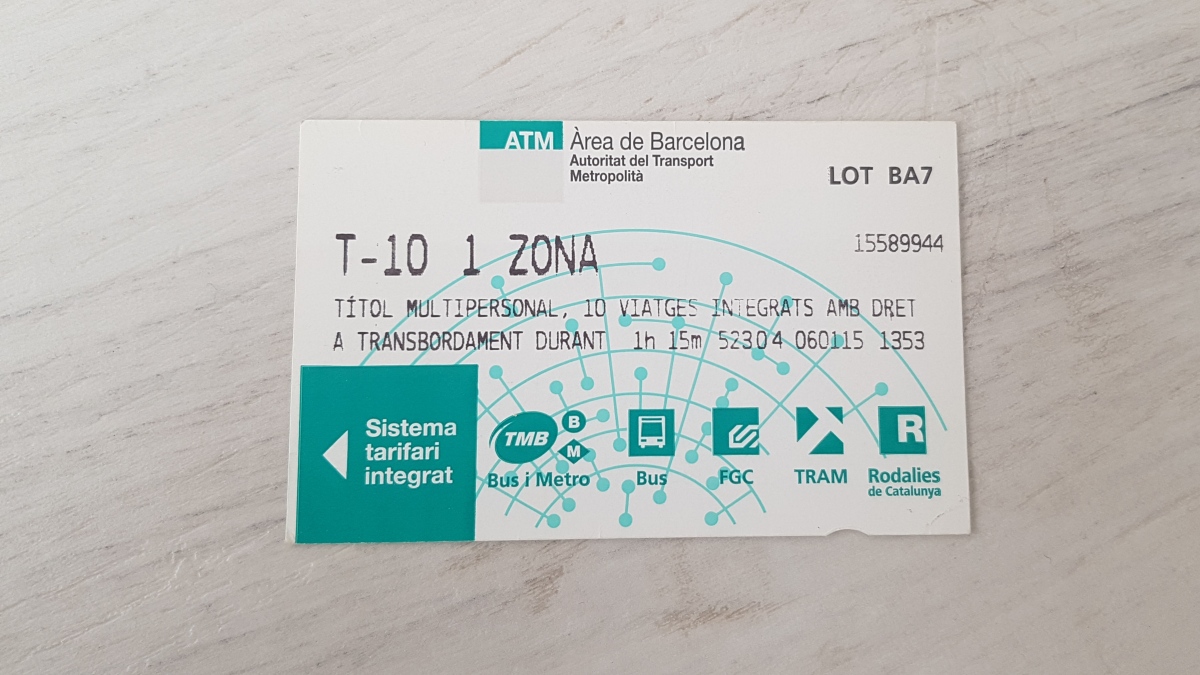 ATM Àrea de Barcelona
Autoritat del Transport
Metropolità
LOT BA7
T-10 1 ZONA
15589944
TÍTOL MULTIPERSONAL, 10 VIATGES INTEGRATS AMB DRET
A TRANSBORDAMENT DURANT 1h 15m 52304 060115 1353
Sistema
tarifari
integrat
TMB
B
M
Bus i Metro
Bus
FGC
TRAM
R
Rodalies
de Catalunya